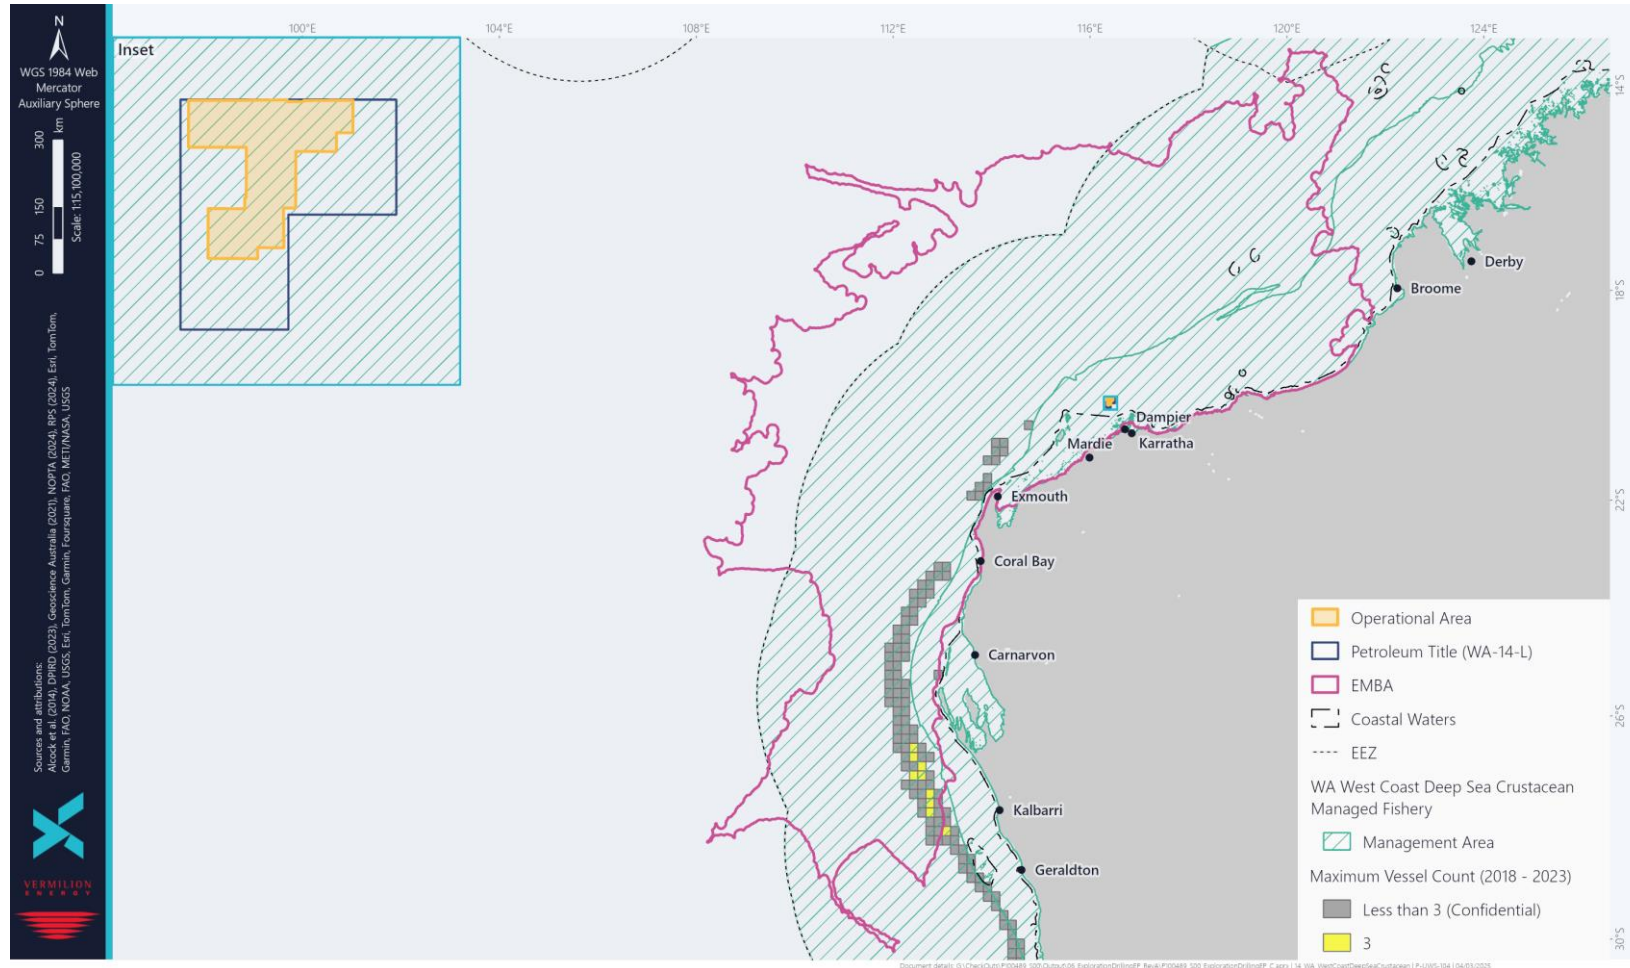 N
WGS 1984 Web
Mercator
Auxiliary Sphere
0 75 150 300
km
Scale: 1:15,100,000
Sources and attributions:
Alcock et al. (2014), DPIRD (2023), Geoscience Australia (2021), NOPTA (2024), RPS (2024), Esri, TomTom,
Garmin, FAO, NOAA, USGS, Esri, TomTom, Garmin, Foursquare, FAO, METI/NASA, USGS
VERMILION
ENERGY
100°E 104°E 108°E 112°E 116°E 120°E 124°E
Inset
14°S
18°S
22°S
26°S
30°S
Derby
Broome
Dampier
Mardie
Karratha
Exmouth
Coral Bay
Carnarvon
Kalbarri
Geraldton
Operational Area
Petroleum Title (WA-14-L)
EMBA
Coastal Waters
EEZ
WA West Coast Deep Sea Crustacean
Managed Fishery
Management Area
Maximum Vessel Count (2018 - 2023)
Less than 3 (Confidential)
3